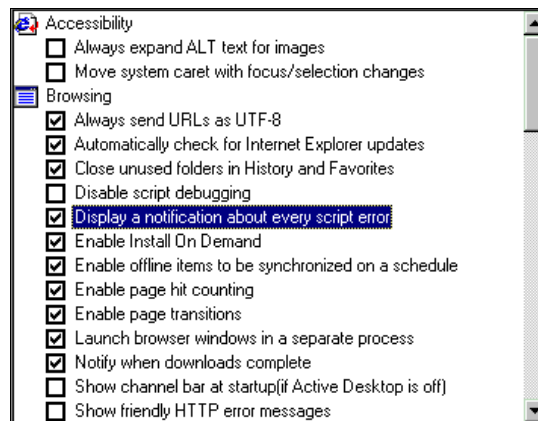 Accessibility
Always expand ALT text for images
Move system caret with focus/selection changes
Browsing
Always send URLs as UTF-8
Automatically check for Internet Explorer updates
Close unused folders in History and Favorites
Disable script debugging
Display a notification about every script error
Enable Install On Demand
Enable offline items to be synchronized on a schedule
Enable page hit counting
Enable page transitions
Launch browser windows in a separate process
Notify when downloads complete
Show channel bar at startup(if Active Desktop is off)
Show friendly HTTP error messages